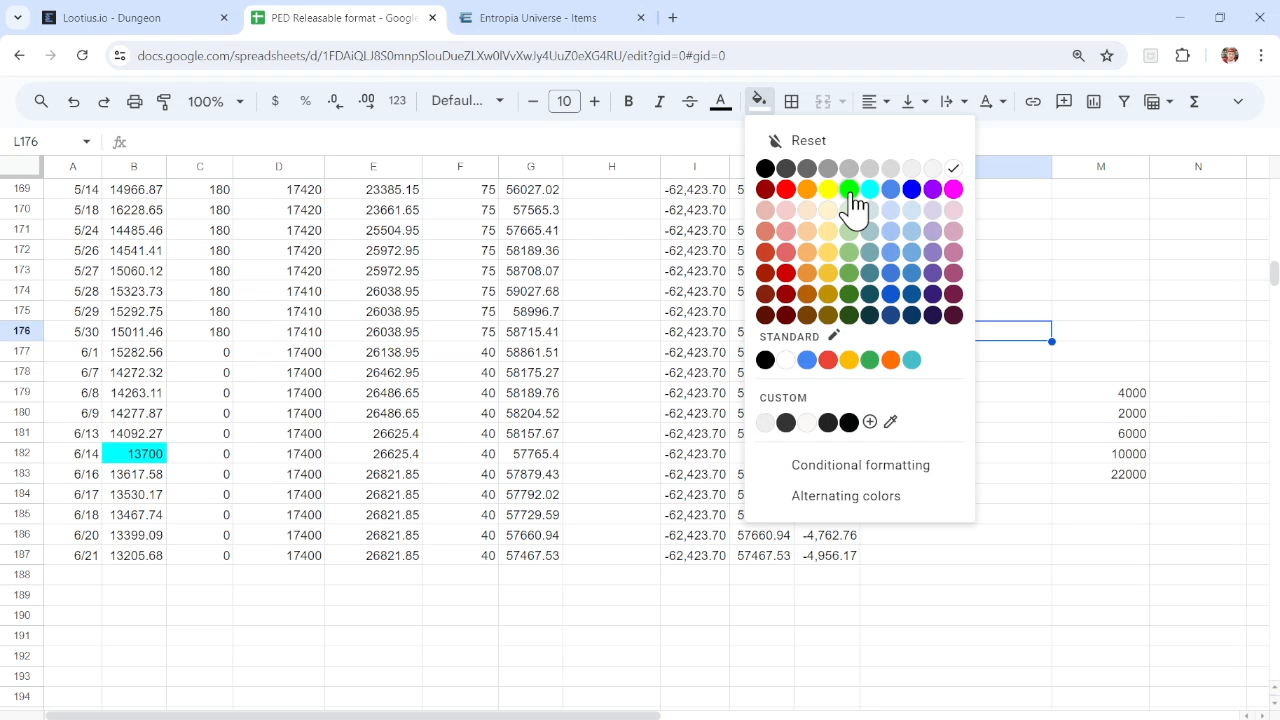 Lootius.io - Dungeon
PED Releasable format - Google
Entropia Universe - Items
docs.google.com/spreadsheets/d/1FDAiQLJ8S0mnpSlouDueZLXw0lVvXwJy4UuZ0eXG4RU/edit?gid=0#gid=0
100% $ % .0 .00 123 Defaul... 10 B I A A Σ
L176 fx
A B C D E F G H I M N
169 5/14 14966.67 180 17420 23385.15 75 56027.02 -62,423.70
170 5/18 16228.65 180 17420 23661.65 75 57565.3 -62,423.70
171 5/24 180 17420 25504.95 75 57665.41 -62,423.70
172 5/26 180 17420 25972.95 75 58189.36 -62,423.70
173 5/27 15060.12 180 17420 25972.95 75 58708.07 -62,423.70
174 5/28 15323.73 180 17410 26038.95 75 59027.68 -62,423.70
175 5/29 15292.75 180 17410 26038.95 75 58996.7 -62,423.70
176 5/30 15011.46 180 17410 26038.95 75 58715.41 -62,423.70
177 6/1 15282.56 0 17400 26138.95 40 58861.51 -62,423.70
178 6/7 14272.32 0 17400 26462.95 40 58175.27 -62,423.70
179 6/8 14263.11 0 17400 26486.65 40 58189.76 -62,423.70 4000
180 6/9 14277.87 0 17400 26486.65 40 58204.52 -62,423.70 2000
181 6/13 14092.27 0 17400 26625.4 40 58157.67 -62,423.70 6000
182 6/14 13700 0 17400 26625.4 40 57765.4 -62,423.70 10000
183 6/16 13617.58 0 17400 26821.85 40 57879.43 -62,423.70 22000
184 6/17 13530.17 0 17400 26821.85 40 57792.02 -62,423.70
185 6/18 13467.74 0 17400 26821.85 40 57729.59 -62,423.70
186 6/20 13399.09 0 17400 26821.85 40 57660.94 -62,423.70 57660.94 -4,762.76
187 6/21 13205.68 0 17400 26821.85 40 57467.53 -62,423.70 57467.53 -4,956.17
188
189
190
191
192
193
194
Reset
STANDARD
CUSTOM
Conditional formatting
Alternating colors